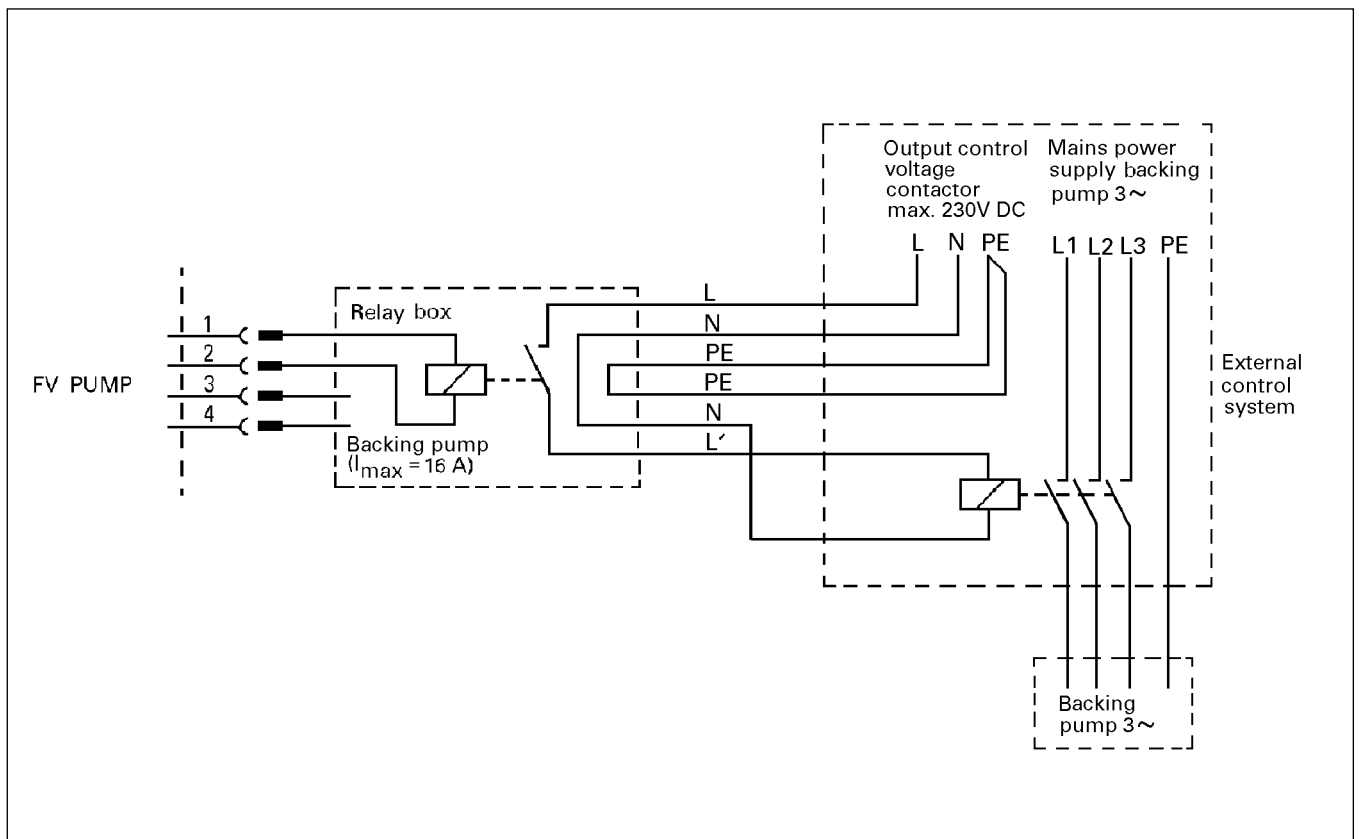 Output control
voltage
contactor
max. 230V DC
Mains power
supply backing
pump 3~
L N PE
L1 L2 L3 PE
FV PUMP
1
2
3
4
Relay box
Backing pump
(Imax = 16 A)
L
N
PE
PE
N
L′
External
control
system
Backing
pump 3~